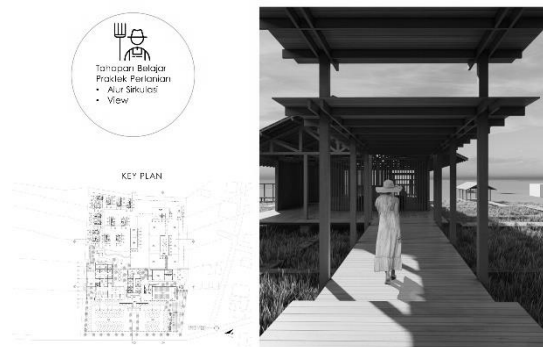 Tahapan Belajar
Praktek Pertanian
• Alur Sirkulasi
• View
KEY PLAN